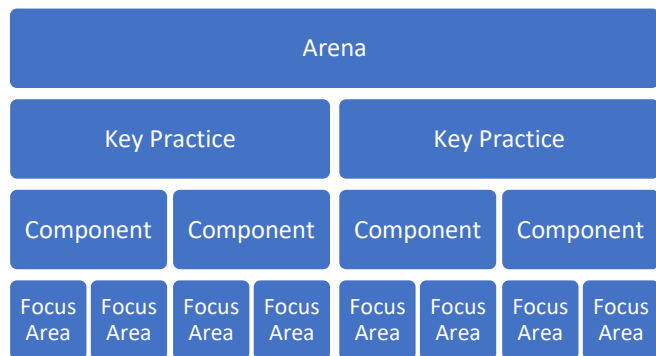 Arena
Key Practice Key Practice
Component Component Component Component
Focus Focus Focus Focus Focus Focus Focus Focus
Area Area Area Area Area Area Area Area